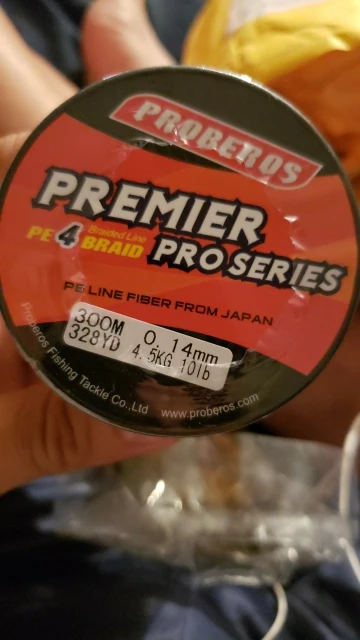 PROBEROS
PREMIER
PRO SERIES
PE 4 Braided Line BRAID
PE LINE FIBER FROM JAPAN
300M 0.14mm
328YD 4.5KG 10lb
Proberos Fishing Tackle Co.,Ltd www.proberos.com